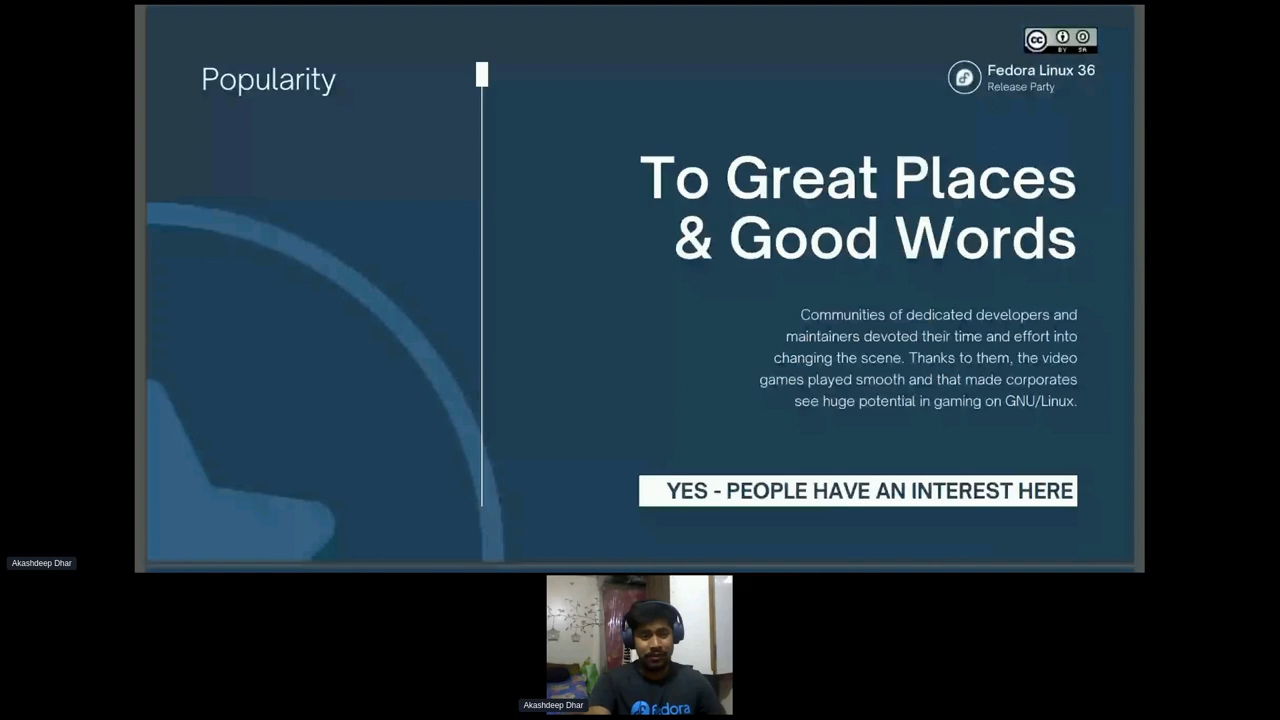 Popularity
CC BY SA
Fedora Linux 36
Release Party
To Great Places
& Good Words
Communities of dedicated developers and
maintainers devoted their time and effort into
changing the scene. Thanks to them, the video
games played smooth and that made corporates
see huge potential in gaming on GNU/Linux.
YES - PEOPLE HAVE AN INTEREST HERE
Akashdeep Dhar
Akashdeep Dhar
Fedora